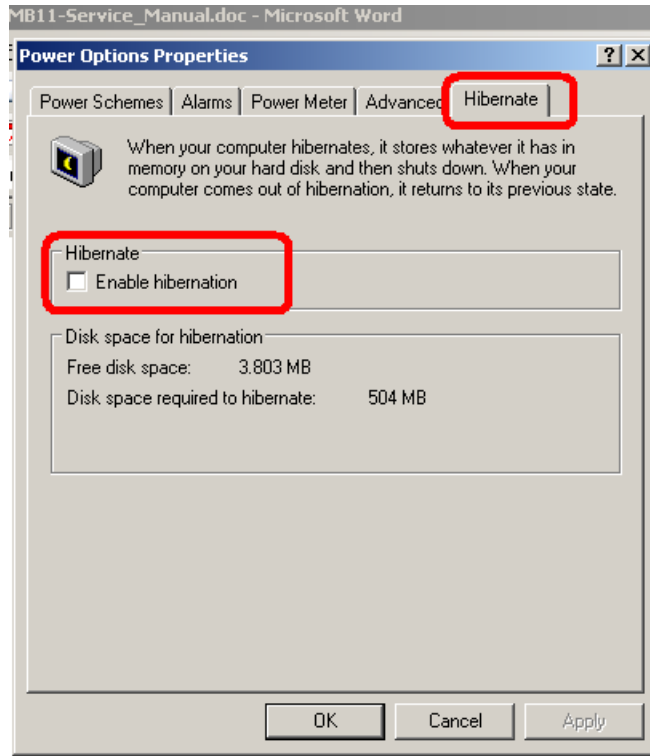 MB11-Service_Manual.doc - Microsoft Word
Power Options Properties
Power Schemes Alarms Power Meter Advanced Hibernate
When your computer hibernates, it stores whatever it has in
memory on your hard disk and then shuts down. When your
computer comes out of hibernation, it returns to its previous state.
Hibernate
Enable hibernation
Disk space for hibernation
Free disk space: 3.803 MB
Disk space required to hibernate: 504 MB
OK Cancel Apply